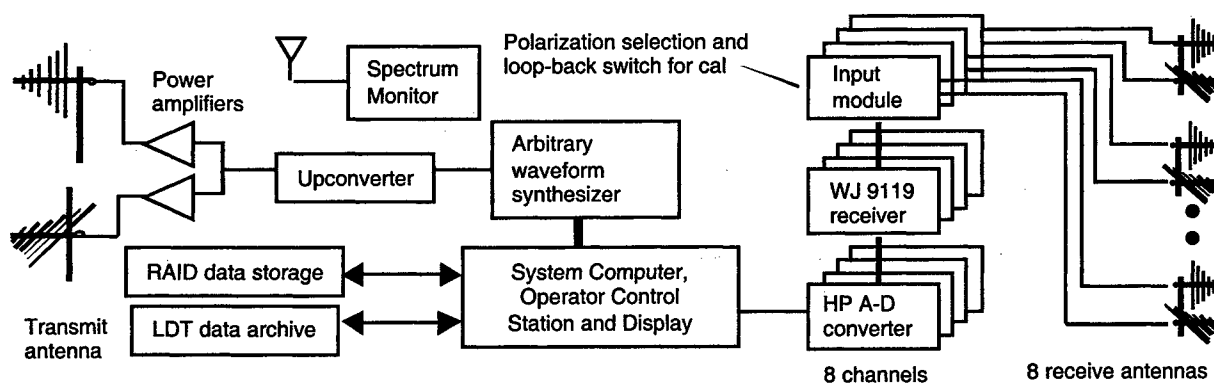 Power
amplifiers
Spectrum
Monitor
Polarization selection and
loop-back switch for cal
Input
module
Upconverter
Arbitrary
waveform
synthesizer
WJ 9119
receiver
RAID data storage
LDT data archive
System Computer,
Operator Control
Station and Display
HP A-D
converter
Transmit
antenna
8 channels
8 receive antennas